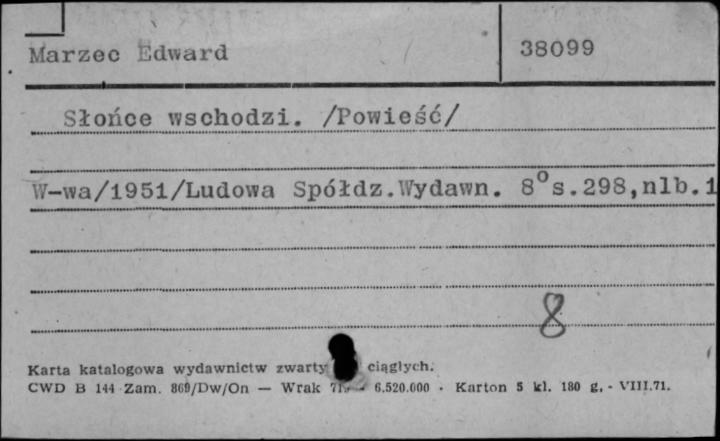 Marzec Edward
38099
Słońce wschodzi. /Powieść/
W-wa/1951/Ludowa Spółdz.Wydawn. 8°s.298,nlb.1
8
Karta katalogowa wydawnictw zwarty ciągłych.
CWD B 144 Zam. 869/Dw/On — Wrak 6.520.000 · Karton 5 kl. 180 g. - VIII.71.